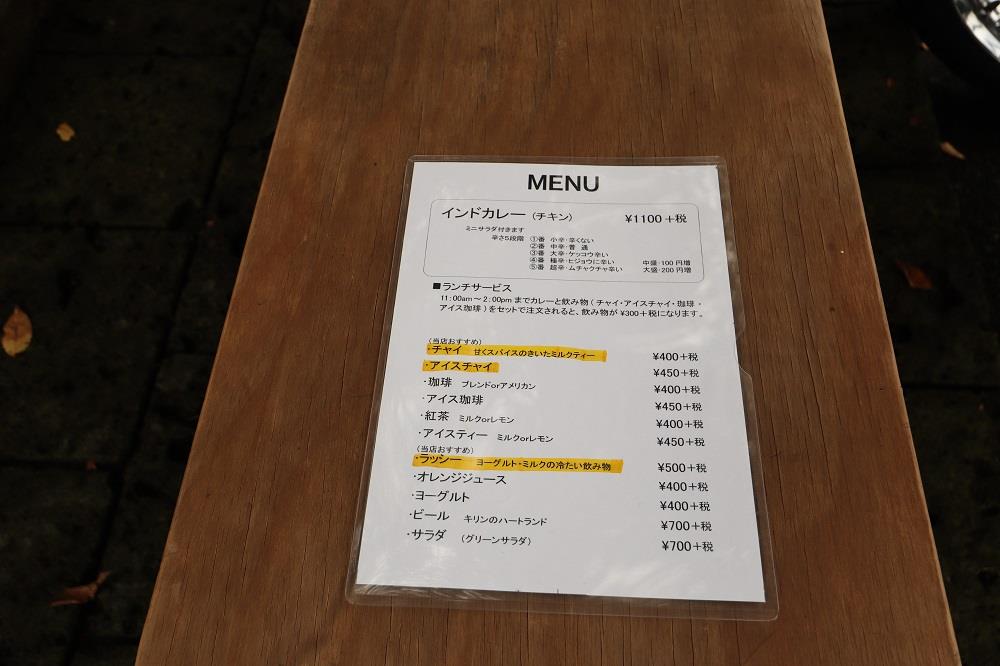 MENU
インドカレー（チキン） ¥1100＋税
ミニサラダ付きます
辛さ5段階 ①番 小辛・辛くない
②番 中辛・普 通
③番 大辛・ケッコウ辛い
④番 極辛・ヒジョウに辛い 中盛・100円増
⑤番 超辛・ムチャクチャ辛い 大盛・200円増
■ランチサービス
11:00am～2:00pmまでカレーと飲み物（チャイ・アイスチャイ・珈琲・
アイス珈琲）をセットで注文されると、飲み物が¥300＋税になります。
（当店おすすめ）
・チャイ 甘くスパイスのきいたミルクティー ¥400＋税
・アイスチャイ ¥450＋税
・珈琲 ブレンドorアメリカン ¥400＋税
・アイス珈琲 ¥450＋税
・紅茶 ミルクorレモン ¥400＋税
・アイスティー ミルクorレモン ¥450＋税
（当店おすすめ）
・ラッシー ヨーグルト・ミルクの冷たい飲み物 ¥500＋税
・オレンジジュース ¥400＋税
・ヨーグルト ¥400＋税
・ビール キリンのハートランド ¥700＋税
・サラダ （グリーンサラダ） ¥700＋税